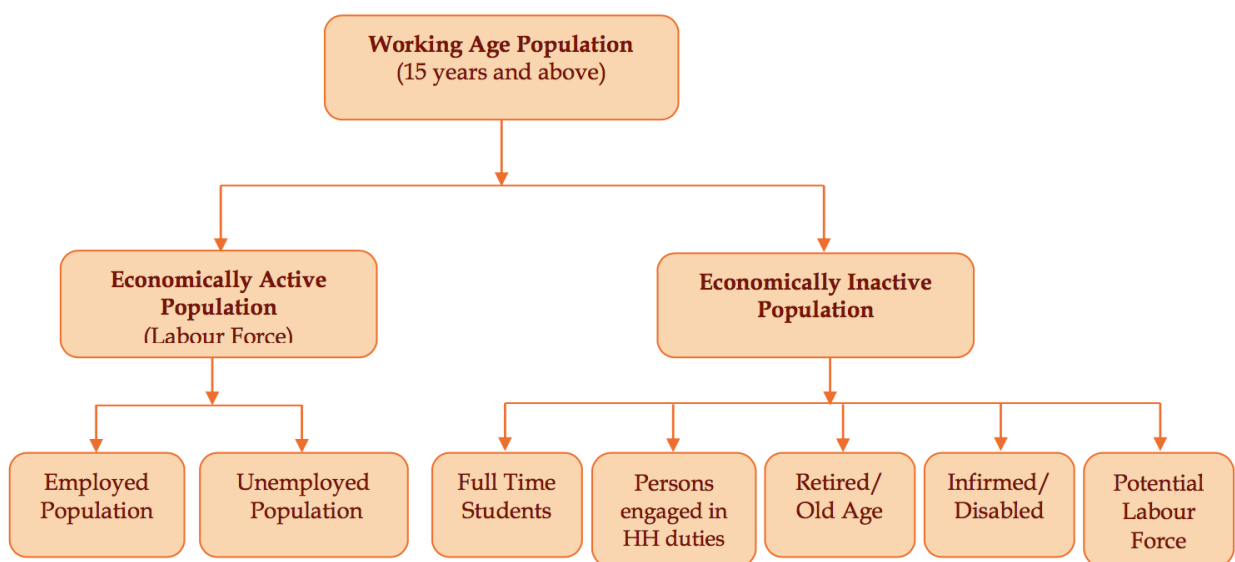 Working Age Population
(15 years and above)
Economically Active
Population
(Labour Force)
Economically Inactive
Population
Employed
Population
Unemployed
Population
Full Time
Students
Persons
engaged in
HH duties
Retired/
Old Age
Infirmed/
Disabled
Potential
Labour
Force